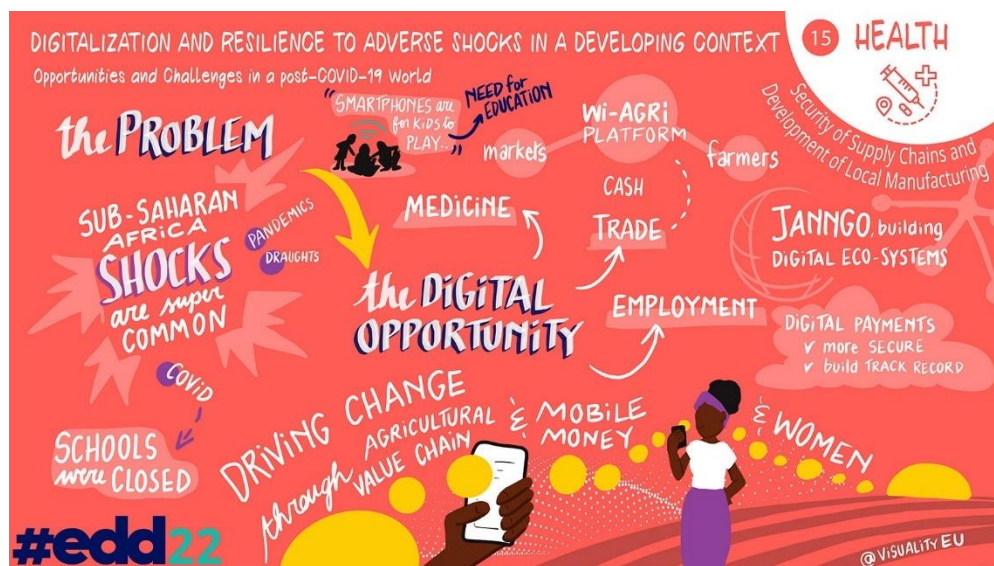 DIGITALIZATION AND RESILIENCE TO ADVERSE SHOCKS IN A DEVELOPING CONTEXT
Opportunities and Challenges in a post-COVID-19 World
15 HEALTH
Security of Supply Chains and
Development of Local Manufacturing
the PROBLEM
SUB-SAHARAN
AFRICA
SHOCKS
are super
COMMON
PANDEMICS
DRAUGHTS
COVID
SCHOOLS
were CLOSED
"SMARTPHONES are
for KIDS to
PLAY.."
NEED for
EDUCATION
the DIGITAL
OPPORTUNITY
MEDICINE
WI-AGRI
PLATFORM
markets
farmers
CASH
TRADE
EMPLOYMENT
JANNGO, building
DIGITAL ECO-SYSTEMS
DIGITAL PAYMENTS
✓ more SECURE
✓ build TRACK RECORD
DRIVING CHANGE
through AGRICULTURAL
VALUE CHAIN
& MOBILE
MONEY
& WOMEN
#edd22
@VISUALITYEU